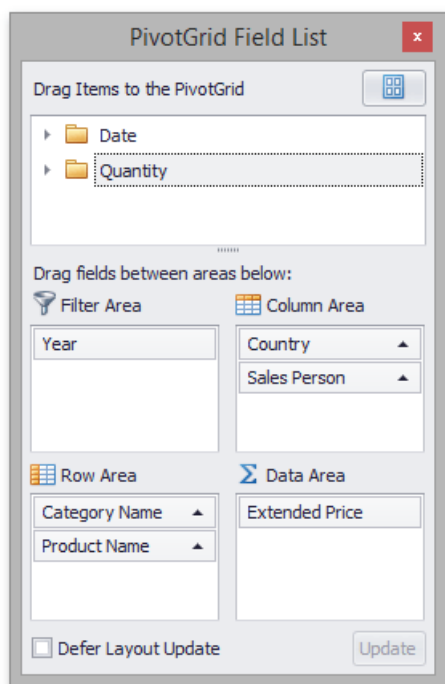 PivotGrid Field List
x
Drag Items to the PivotGrid
Date
Quantity
Drag fields between areas below:
Filter Area
Column Area
Year
Country
Sales Person
Row Area
Σ Data Area
Category Name
Product Name
Extended Price
Defer Layout Update
Update